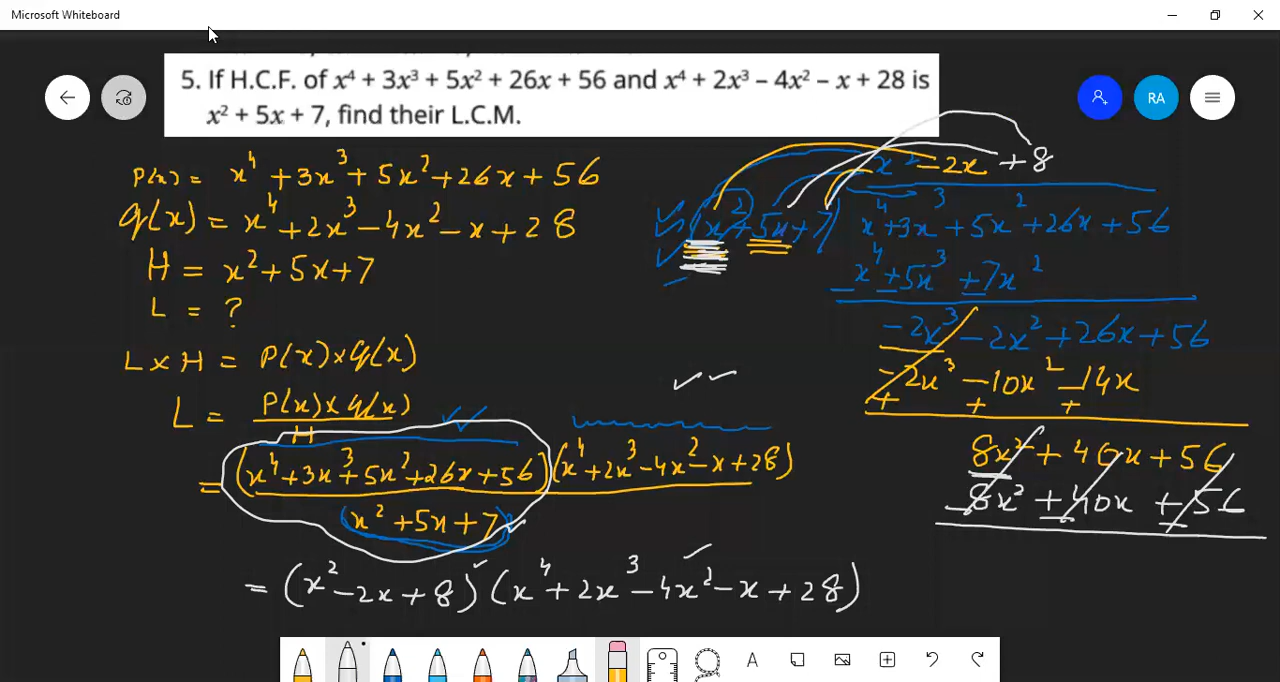 Microsoft Whiteboard
5. If H.C.F. of x⁴ + 3x³ + 5x² + 26x + 56 and x⁴ + 2x³ – 4x² – x + 28 is
x² + 5x + 7, find their L.C.M.
RA
P(x) = x⁴ + 3x³ + 5x² + 26x + 56
q(x) = x⁴ + 2x³ – 4x² – x + 28
H = x² + 5x + 7
L = ?
L × H = P(x) × q(x)
L = P(x) × q(x) / H
= (x⁴ + 3x³ + 5x² + 26x + 56)(x⁴ + 2x³ – 4x² – x + 28)
(x² + 5x + 7)
= (x² – 2x + 8)(x⁴ + 2x³ – 4x² – x + 28)
x² – 2x + 8
(x² + 5x + 7) x⁴ + 3x³ + 5x² + 26x + 56
x⁴ + 5x³ + 7x²
– – –
–2x³ – 2x² + 26x + 56
–2x³ – 10x² – 14x
+ + +
8x² + 40x + 56
8x² + 40x + 56
– – –
A